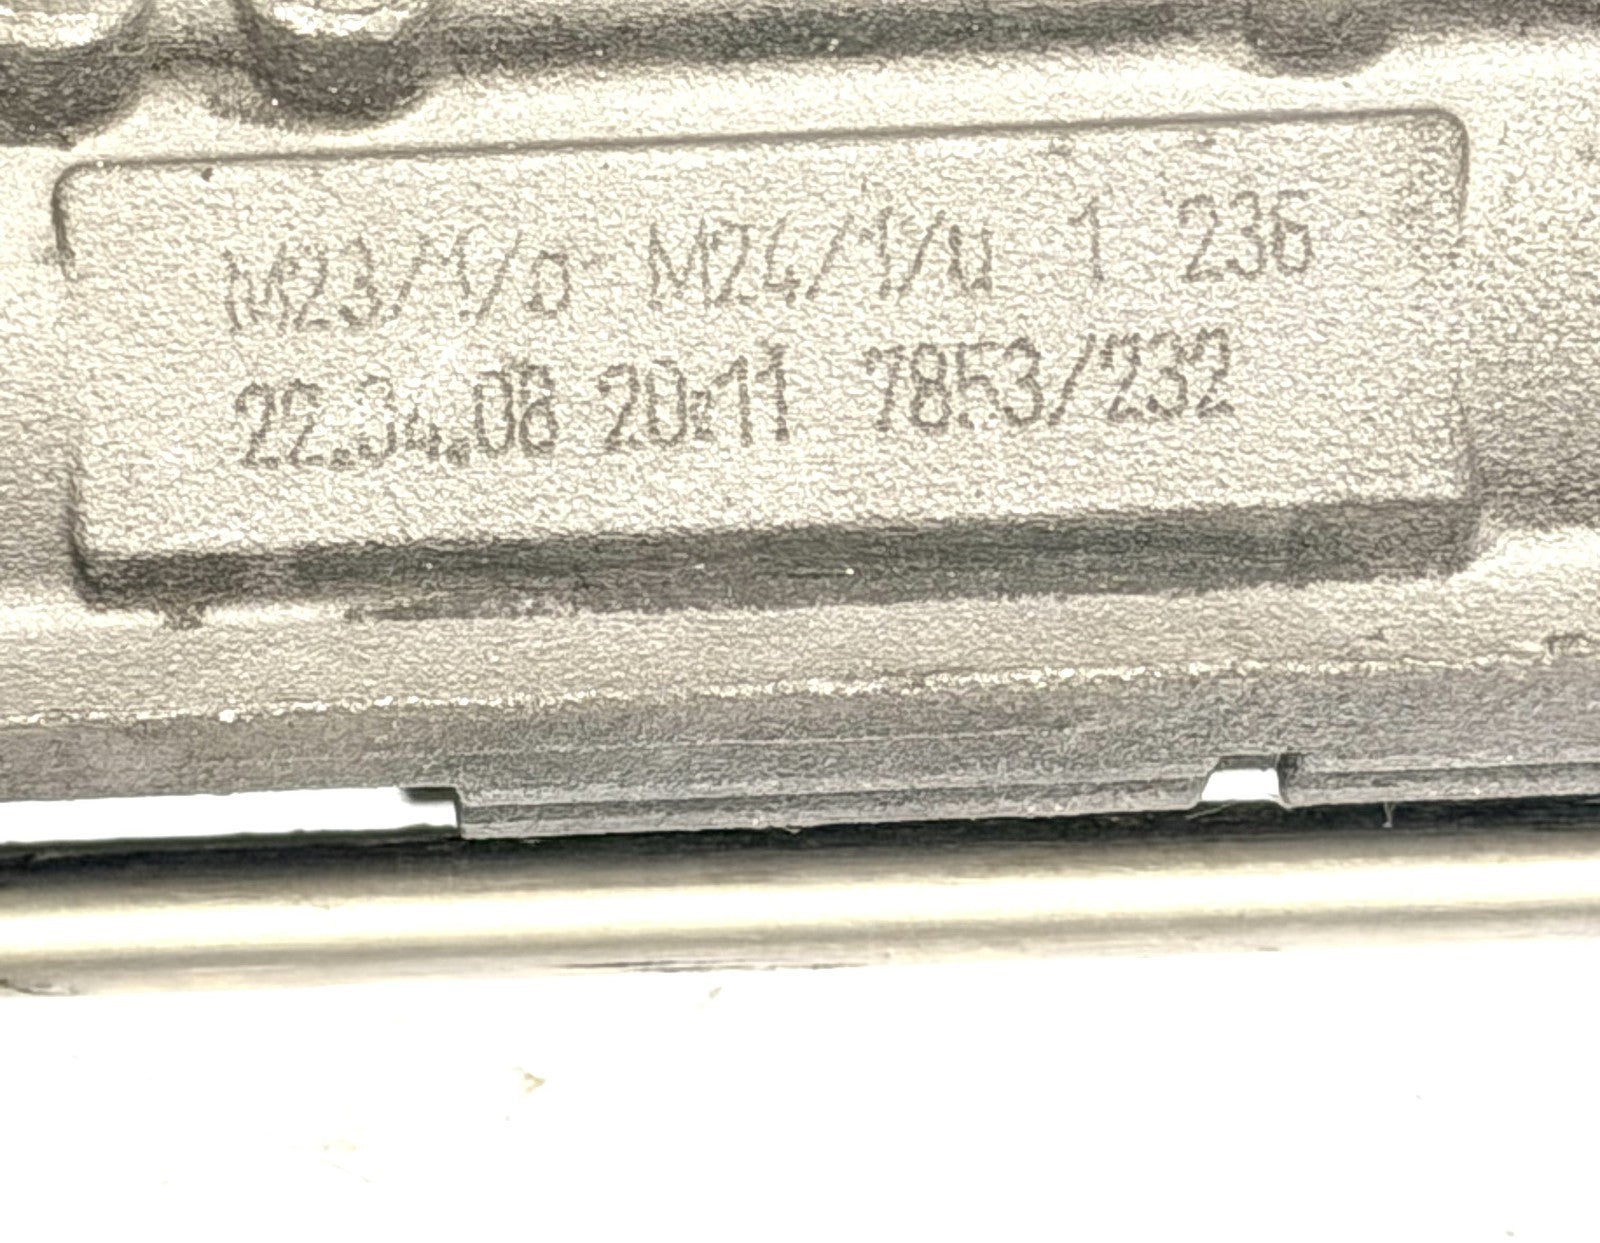 M23/1/o M24/1/u 1 236
22.34.08 20:11 7853/232